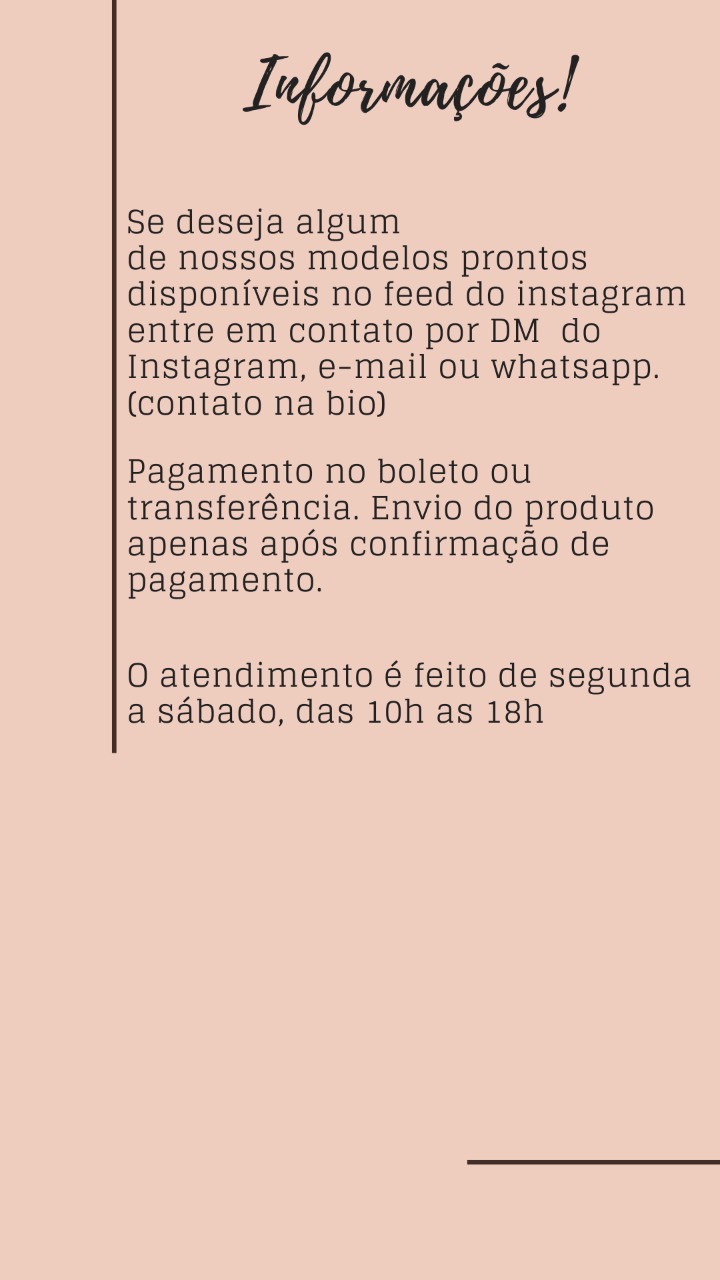 Informações!
Se deseja algum
de nossos modelos prontos
disponíveis no feed do instagram
entre em contato por DM  do
Instagram, e-mail ou whatsapp.
(contato na bio)
Pagamento no boleto ou
transferência. Envio do produto
apenas após confirmação de
pagamento.
O atendimento é feito de segunda
a sábado, das 10h as 18h